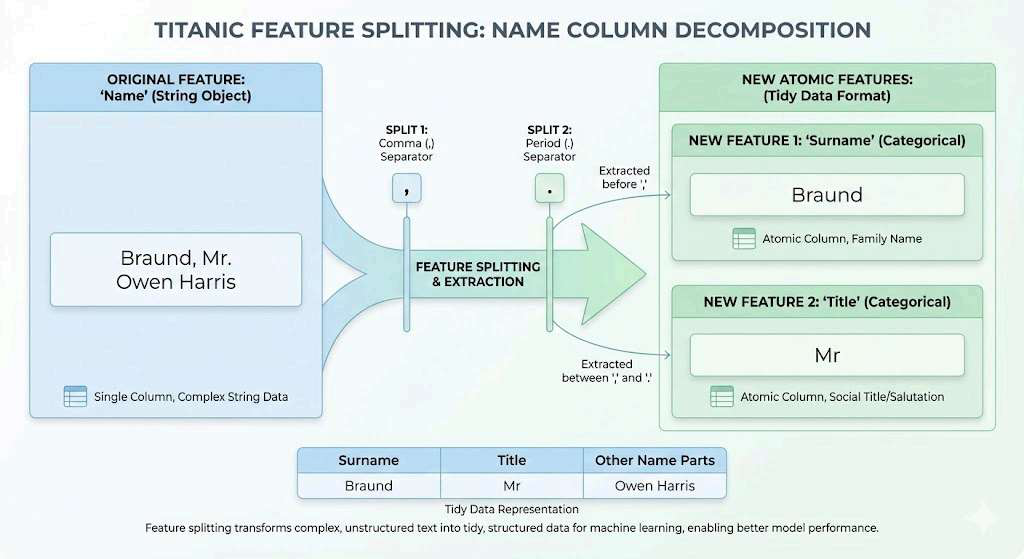 TITANIC FEATURE SPLITTING: NAME COLUMN DECOMPOSITION
ORIGINAL FEATURE:
‘Name’ (String Object)
Braund, Mr.
Owen Harris
Single Column, Complex String Data
SPLIT 1:
Comma (,)
Separator
,
SPLIT 2:
Period (.)
Separator
.
FEATURE SPLITTING
& EXTRACTION
Extracted
before ','
Extracted
between ',' and '.'
NEW ATOMIC FEATURES:
(Tidy Data Format)
NEW FEATURE 1: ‘Surname’ (Categorical)
Braund
Atomic Column, Family Name
NEW FEATURE 2: ‘Title’ (Categorical)
Mr
Atomic Column, Social Title/Salutation
Surname Title Other Name Parts
Braund Mr Owen Harris
Tidy Data Representation
Feature splitting transforms complex, unstructured text into tidy, structured data for machine learning, enabling better model performance.